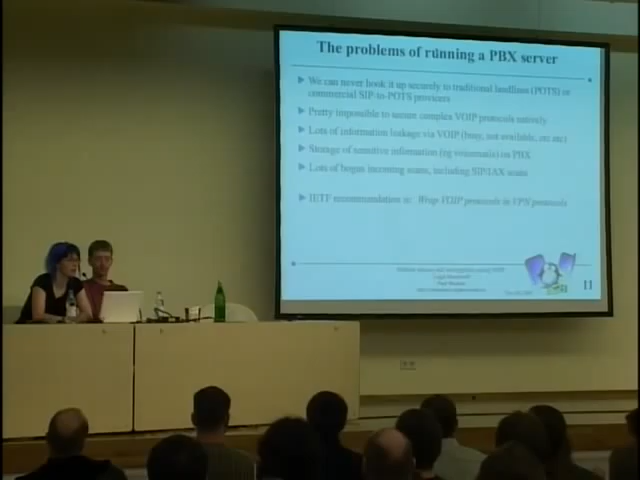 The problems of running a PBX server
We can never hook it up securely to traditional landlines (POTS) or
commercial SIP-to-POTS providers
Pretty impossible to secure complex VOIP protocols natively
Lots of information leakage via VOIP (busy, not available, etc etc)
Storage of sensitive information (eg voicemails) on PBX
Lots of bogus incoming scans, including SIP/IAX scans
IETF recommendation is: Wrap VOIP protocols in VPN protocols
11